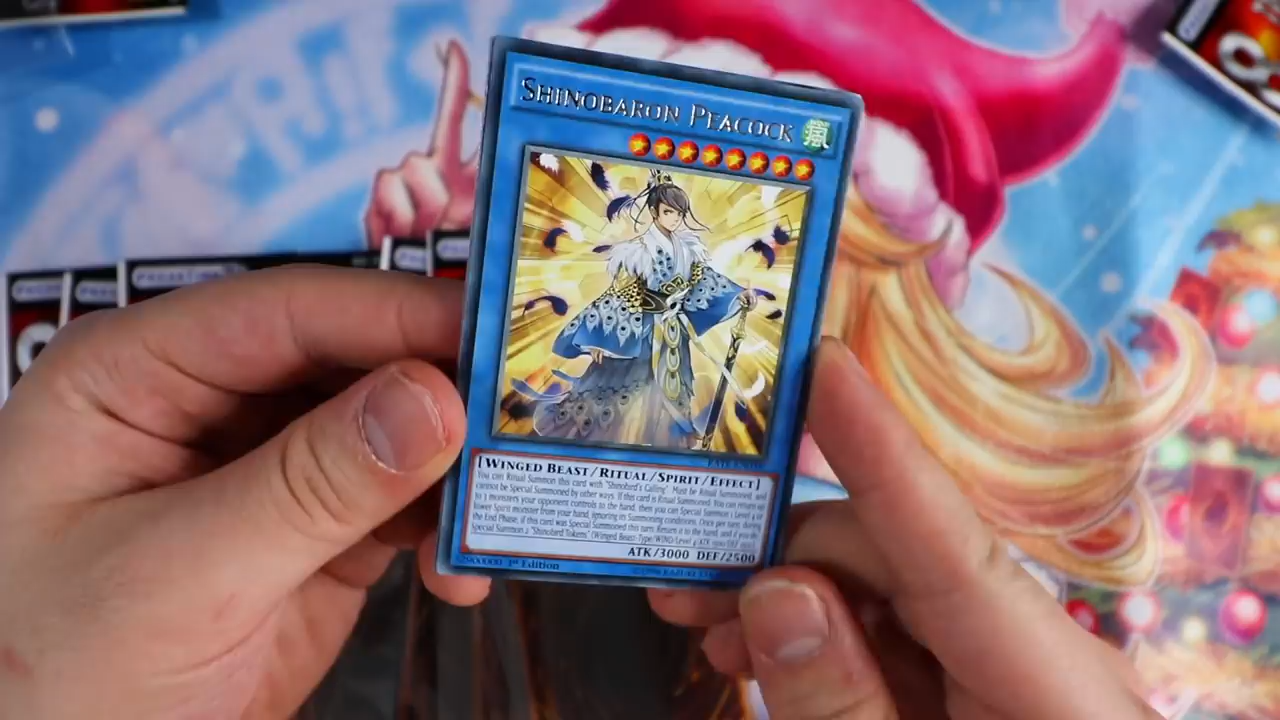 SHINOBARON PEACOCK
[WINGED BEAST/RITUAL/SPIRIT/EFFECT]
You can Ritual Summon this card with "Shinobird's Calling". Must be Ritual Summoned, and
cannot be Special Summoned by other ways. If this card is Ritual Summoned: You can return up
to 3 monsters your opponent controls to the hand, then you can Special Summon 1 Level 4 or
lower Spirit monster from your hand, ignoring its Summoning conditions. Once per turn, during
the End Phase, if this card was Special Summoned this turn: Return it to the hand, and if you do,
Special Summon 2 "Shinobird Tokens" (Winged Beast-Type/WIND/Level 4/ATK 1500/DEF 1500).
ATK/3000 DEF/2500
1st Edition